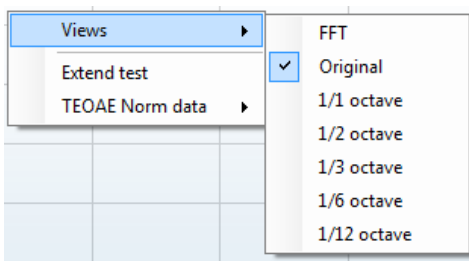 Views
Extend test
TEOAE Norm data
FFT
Original
1/1 octave
1/2 octave
1/3 octave
1/6 octave
1/12 octave